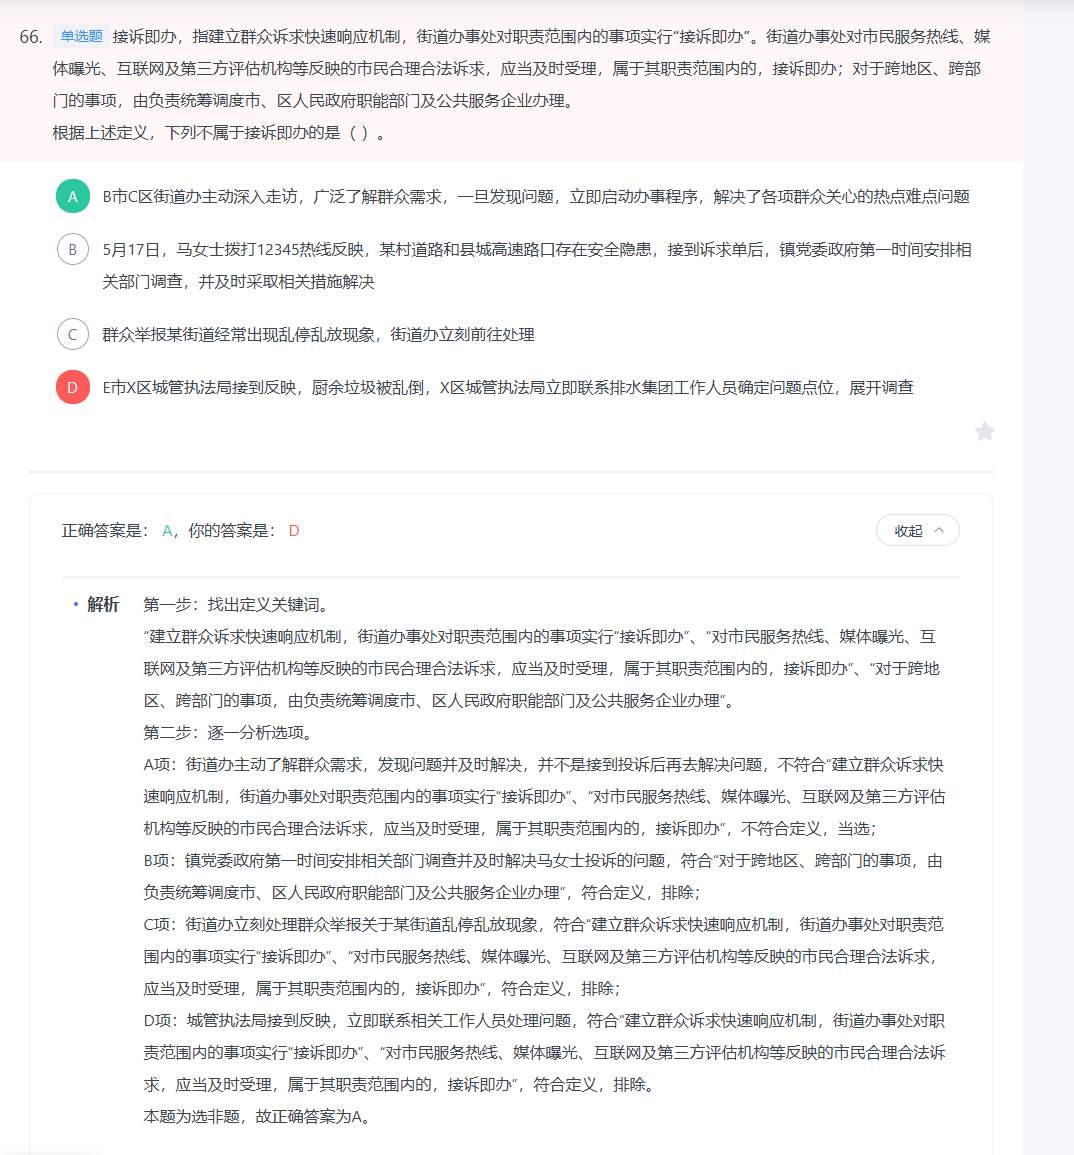 66. 单选题 接诉即办，指建立群众诉求快速响应机制，街道办事处对职责范围内的事项实行“接诉即办”。街道办事处对市民服务热线、媒
体曝光、互联网及第三方评估机构等反映的市民合理合法诉求，应当及时受理，属于其职责范围内的，接诉即办；对于跨地区、跨部
门的事项，由负责统筹调度市、区人民政府职能部门及公共服务企业办理。
根据上述定义，下列不属于接诉即办的是（ ）。
A B市C区街道办主动深入走访，广泛了解群众需求，一旦发现问题，立即启动办事程序，解决了各项群众关心的热点难点问题
B 5月17日，马女士拨打12345热线反映，某村道路和县城高速路口存在安全隐患，接到诉求单后，镇党委政府第一时间安排相
关部门调查，并及时采取相关措施解决
C 群众举报某街道经常出现乱停乱放现象，街道办立刻前往处理
D E市X区城管执法局接到反映，厨余垃圾被乱倒，X区城管执法局立即联系排水集团工作人员确定问题点位，展开调查
正确答案是： A，你的答案是： D
收起
解析 第一步：找出定义关键词。
“建立群众诉求快速响应机制，街道办事处对职责范围内的事项实行“接诉即办”、“对市民服务热线、媒体曝光、互
联网及第三方评估机构等反映的市民合理合法诉求，应当及时受理，属于其职责范围内的，接诉即办”、“对于跨地
区、跨部门的事项，由负责统筹调度市、区人民政府职能部门及公共服务企业办理”。
第二步：逐一分析选项。
A项：街道办主动了解群众需求，发现问题并及时解决，并不是接到投诉后再去解决问题，不符合“建立群众诉求快
速响应机制，街道办事处对职责范围内的事项实行“接诉即办”、“对市民服务热线、媒体曝光、互联网及第三方评估
机构等反映的市民合理合法诉求，应当及时受理，属于其职责范围内的，接诉即办”，不符合定义，当选；
B项：镇党委政府第一时间安排相关部门调查并及时解决马女士投诉的问题，符合“对于跨地区、跨部门的事项，由
负责统筹调度市、区人民政府职能部门及公共服务企业办理”，符合定义，排除；
C项：街道办立刻处理群众举报关于某街道乱停乱放现象，符合“建立群众诉求快速响应机制，街道办事处对职责范
围内的事项实行“接诉即办”、“对市民服务热线、媒体曝光、互联网及第三方评估机构等反映的市民合理合法诉求，
应当及时受理，属于其职责范围内的，接诉即办”，符合定义，排除；
D项：城管执法局接到反映，立即联系相关工作人员处理问题，符合“建立群众诉求快速响应机制，街道办事处对职
责范围内的事项实行“接诉即办”、“对市民服务热线、媒体曝光、互联网及第三方评估机构等反映的市民合理合法诉
求，应当及时受理，属于其职责范围内的，接诉即办”，符合定义，排除。
本题为选非题，故正确答案为A。